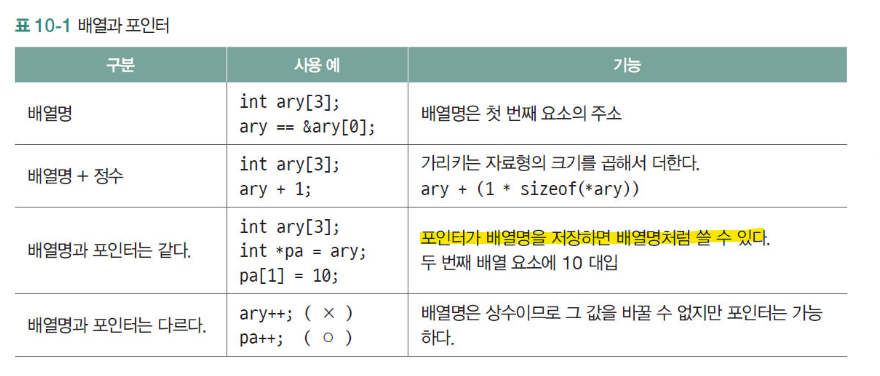 표 10-1 배열과 포인터
구분 사용 예 기능
배열명
int ary[3];
ary == &ary[0];
배열명은 첫 번째 요소의 주소
배열명 + 정수
int ary[3];
ary + 1;
가리키는 자료형의 크기를 곱해서 더한다.
ary + (1 * sizeof(*ary))
배열명과 포인터는 같다.
int ary[3];
int *pa = ary;
pa[1] = 10;
포인터가 배열명을 저장하면 배열명처럼 쓸 수 있다.
두 번째 배열 요소에 10 대입
배열명과 포인터는 다르다.
ary++; ( × )
pa++; ( ○ )
배열명은 상수이므로 그 값을 바꿀 수 없지만 포인터는 가능
하다.